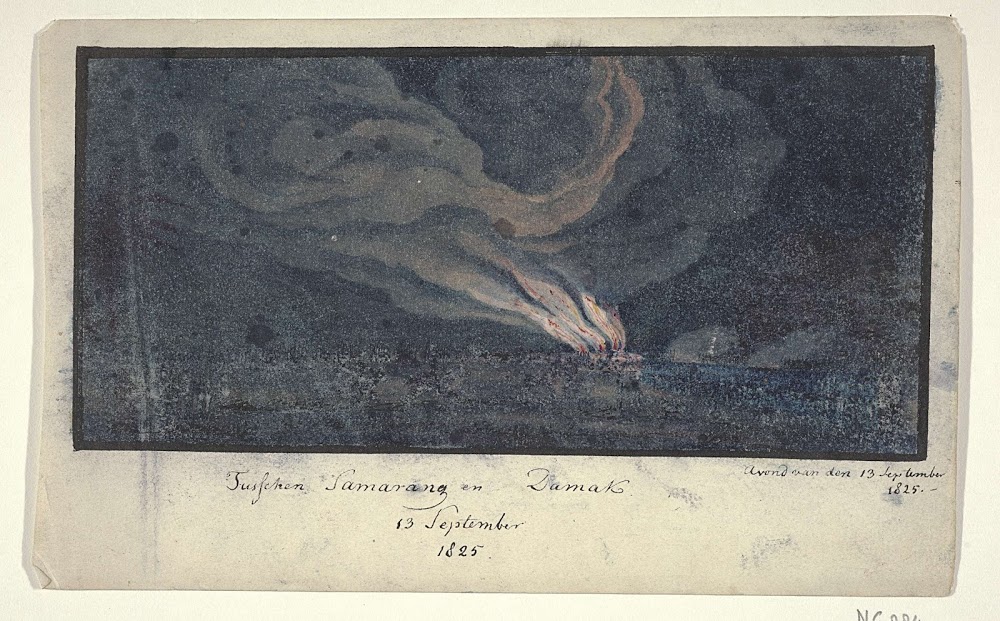 Tusschen Samarang en Damak
13 September
1825.
Avond van den 13 September
1825.-